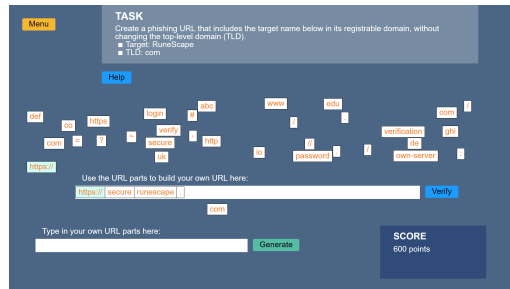 Menu
TASK
Create a phishing URL that includes the target name below in its registrable domain, without
changing the top-level domain (TLD).
■ Target: RuneScape
■ TLD: com
Help
def
co
https
login
#
abc
www
edu
com
/
com
=
?
~
verify
secure
uk
-
http
/
.
verification
ghi
de
own-server
io
//
password
/
https://
Use the URL parts to build your own URL here:
https:// secure runescape .
Verify
com
Type in your own URL parts here:
Generate
SCORE
600 points